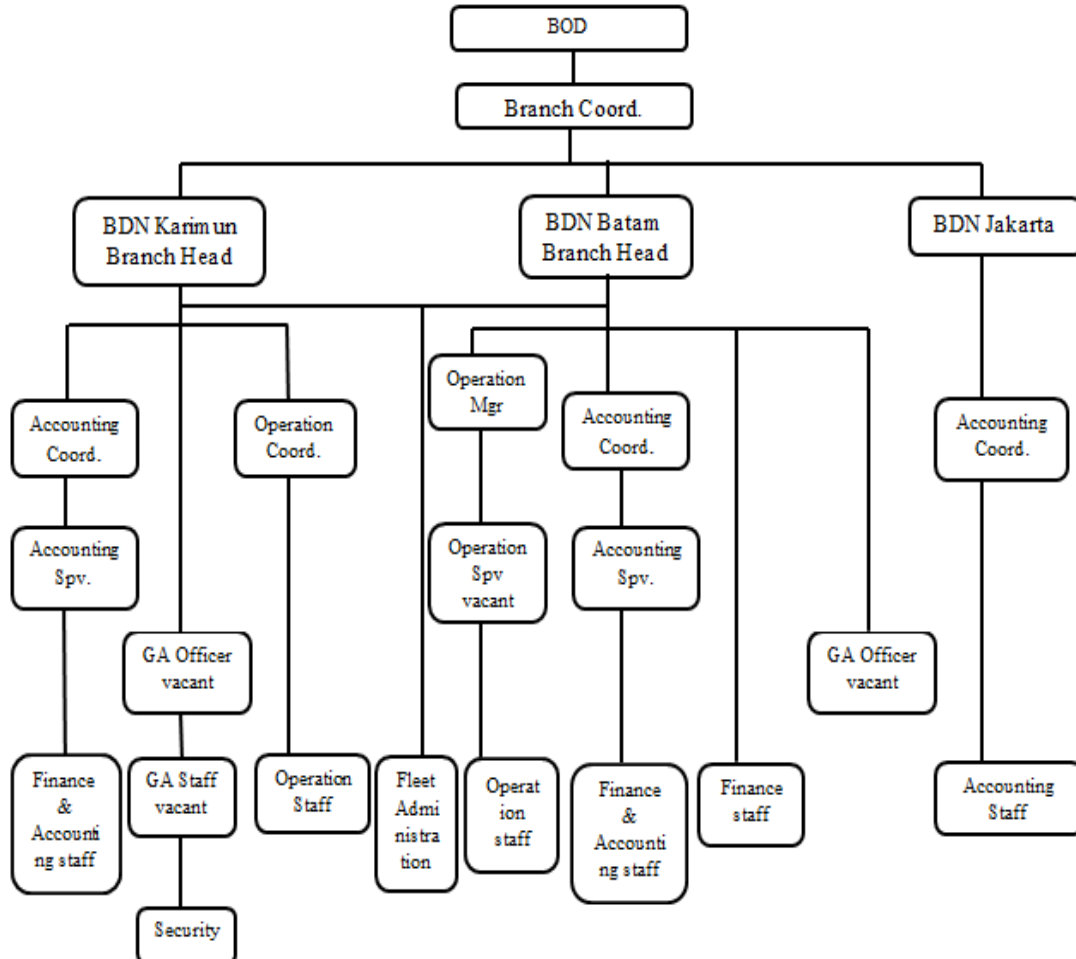 BOD
Branch Coord.
BDN Karimun
Branch Head
BDN Batam
Branch Head
BDN Jakarta
Accounting
Coord.
Operation
Coord.
Operation
Mgr
Accounting
Coord.
Accounting
Coord.
Accounting
Spv.
Operation
Spv
vacant
Accounting
Spv.
GA Officer
vacant
GA Officer
vacant
Finance
&
Accounti
ng staff
GA Staff
vacant
Operation
Staff
Fleet
Admi
nistra
tion
Operat
ion
staff
Finance
&
Accounti
ng staff
Finance
staff
Accounting
Staff
Security